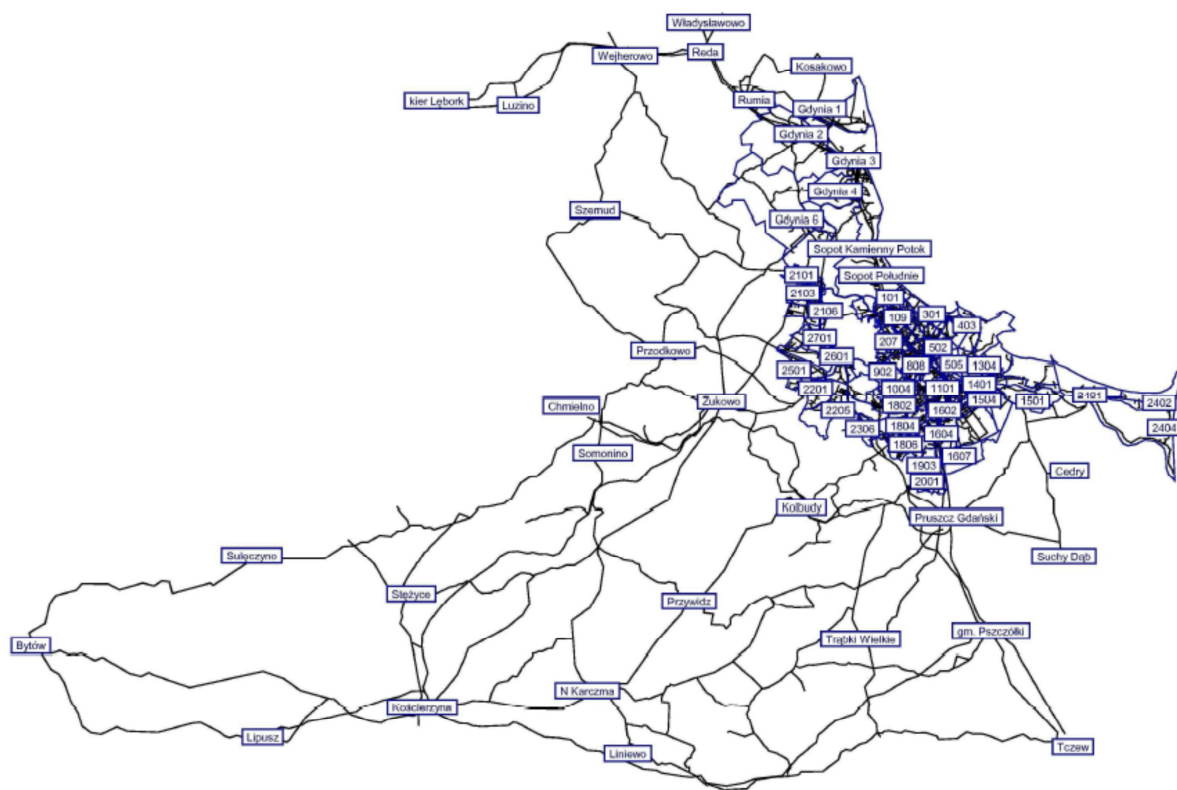 Władysławowo
Wejherowo
Reda
Kosakowo
kier Lębork
Luzino
Rumia
Gdynia 1
Gdynia 2
Gdynia 3
Gdynia 4
Szemud
Gdynia 6
Sopot Kamienny Potok
2101
Sopot Południe
2103
101
2106
109
301
403
2701
207
502
Przodkowo
2601
808
505
1304
2501
902
2201
1004
1101
1401
Chmielno
Żukowo
2205
1802
1602
1504
1501
2402
2306
1804
1604
2404
Somonino
1806
1607
1903
Cedry
2001
Kolbudy
Pruszcz Gdański
Sulęczyno
Suchy Dąb
Stężyce
Przywidz
Bytów
Trąbki Wielkie
gm. Pszczółki
N Karczma
Kościerzyna
Lipusz
Liniewo
Tczew